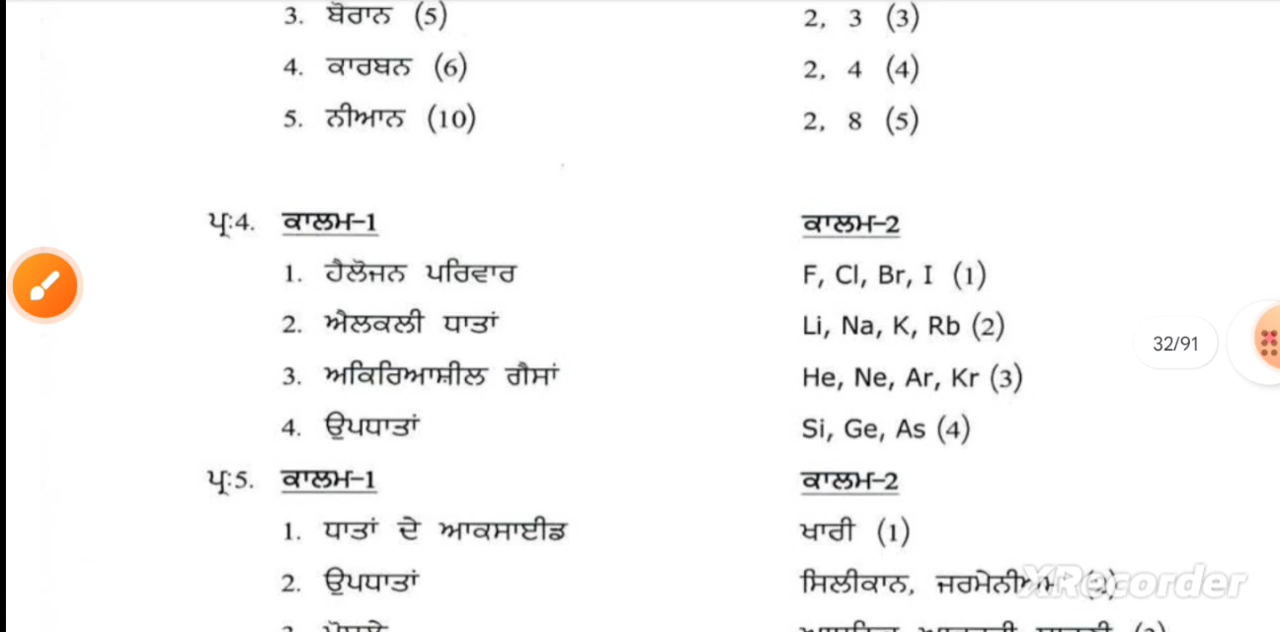 3. ਬੋਰਾਨ (5) 2, 3 (3)
4. ਕਾਰਬਨ (6) 2, 4 (4)
5. ਨੀਆਨ (10) 2, 8 (5)
ਪ੍ਰ:4. ਕਾਲਮ-1 ਕਾਲਮ-2
1. ਹੈਲੋਜਨ ਪਰਿਵਾਰ F, Cl, Br, I (1)
2. ਐਲਕਲੀ ਧਾਤਾਂ Li, Na, K, Rb (2)
3. ਅਕਿਰਿਆਸ਼ੀਲ ਗੈਸਾਂ He, Ne, Ar, Kr (3)
4. ਉਪਧਾਤਾਂ Si, Ge, As (4)
32/91
ਪ੍ਰ:5. ਕਾਲਮ-1 ਕਾਲਮ-2
1. ਧਾਤਾਂ ਦੇ ਆਕਸਾਈਡ ਖਾਰੀ (1)
2. ਉਪਧਾਤਾਂ ਸਿਲੀਕਾਨ, ਜਰਮੇਨੀਅਮ (2)
XRecorder